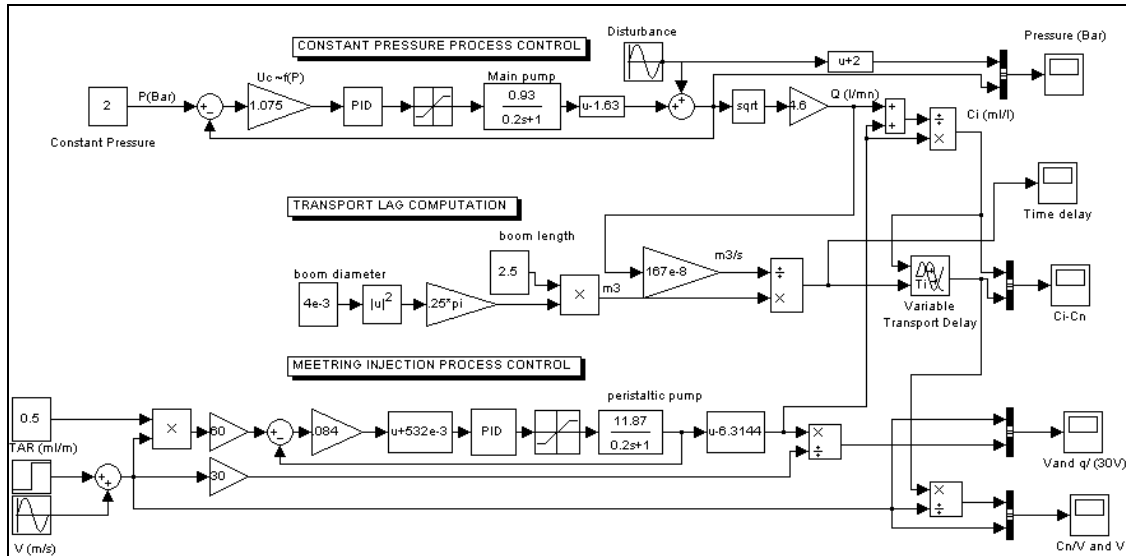 CONSTANT PRESSURE PROCESS CONTROL
Disturbance
Pressure (Bar)
Uc ~f(P)
Main pump
u+2
P(Bar)
2
1.075
PID
0.93
0.2s+1
u-1.63
sqrt
4.6
Q (l/mn)
Ci (ml/l)
Constant Pressure
TRANSPORT LAG COMPUTATION
Time delay
boom length
boom diameter
2.5
167e-8
m3/s
4e-3
|u|²
.25*pi
m3
Ti
Variable
Transport Delay
Ci-Cn
MEETRING INJECTION PROCESS CONTROL
peristaltic pump
0.5
60
.084
u+532e-3
PID
11.87
0.2s+1
u-6.3144
TAR (ml/m)
30
Vand q/ (30V)
V (m/s)
Cn/V and V